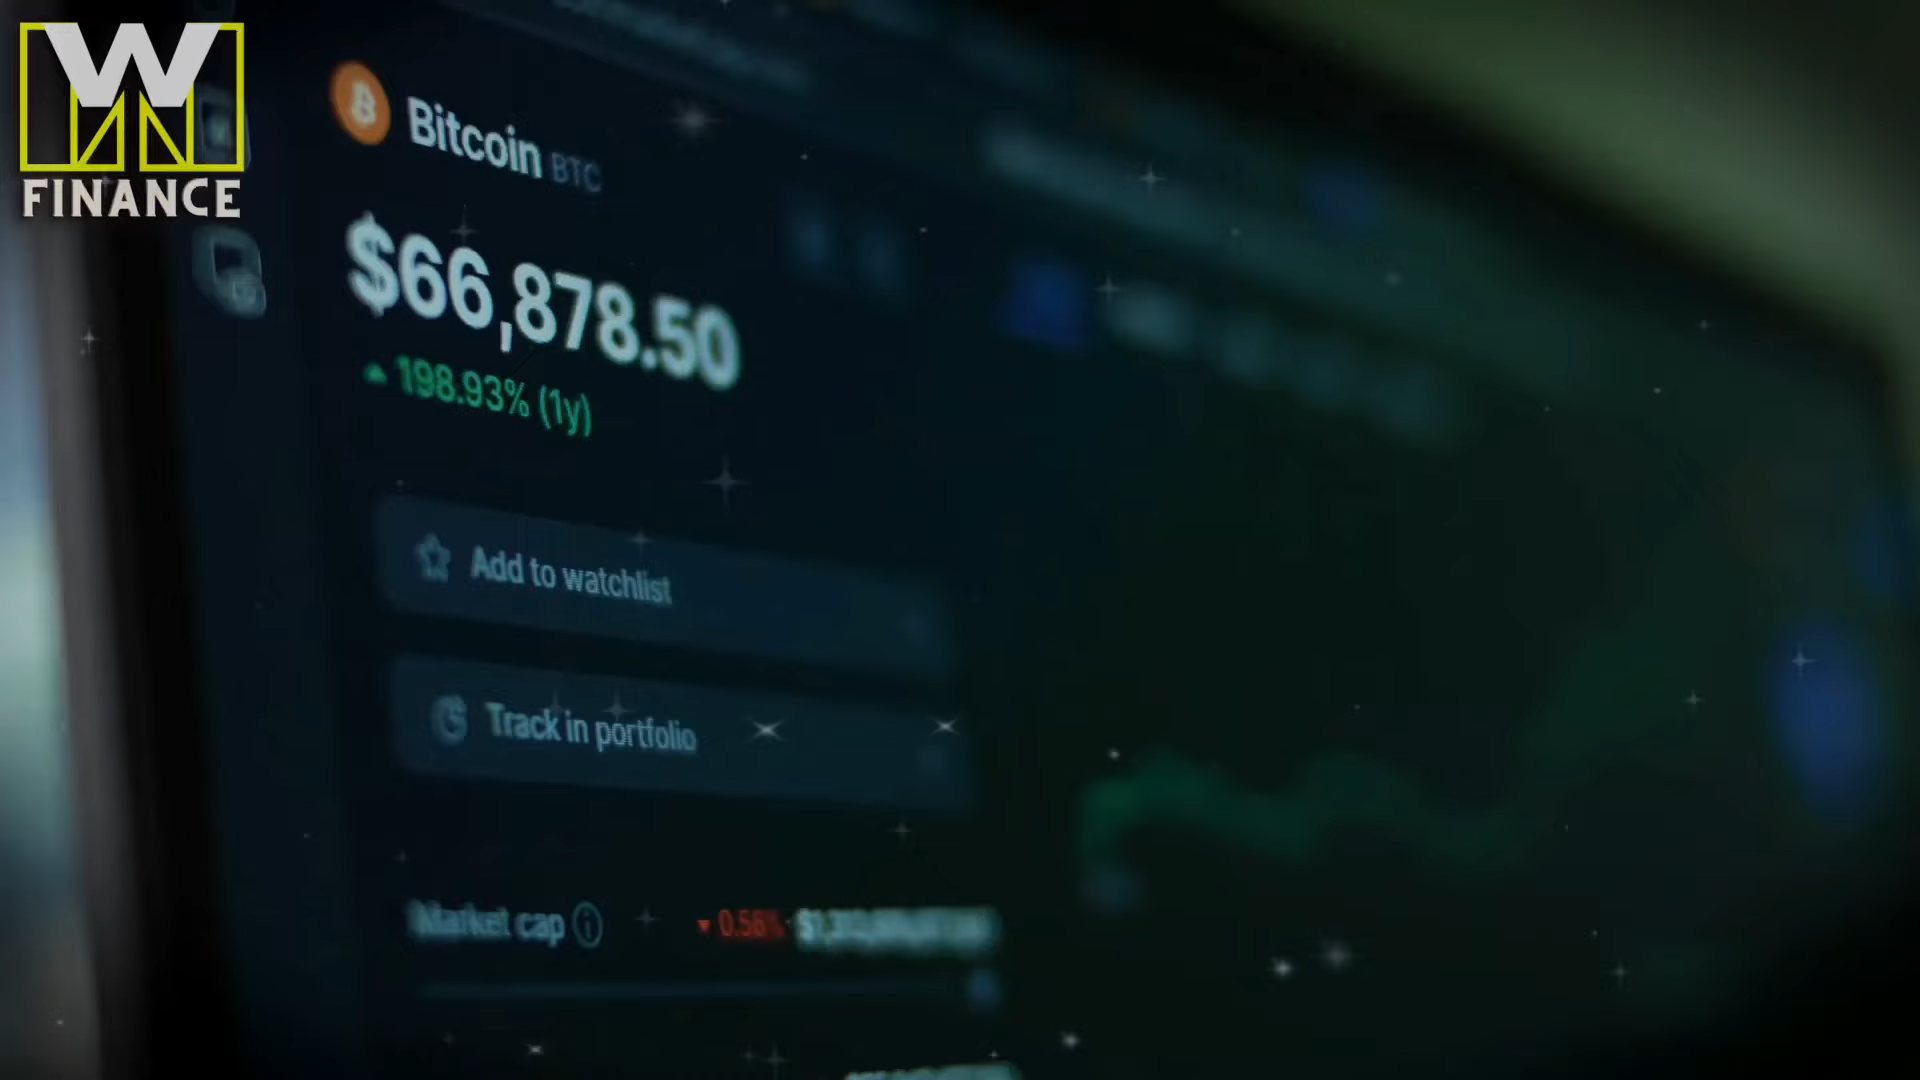 W
FINANCE
Bitcoin BTC
$66,878.50
198.93% (1y)
Add to watchlist
Track in portfolio
Market cap
0.56%